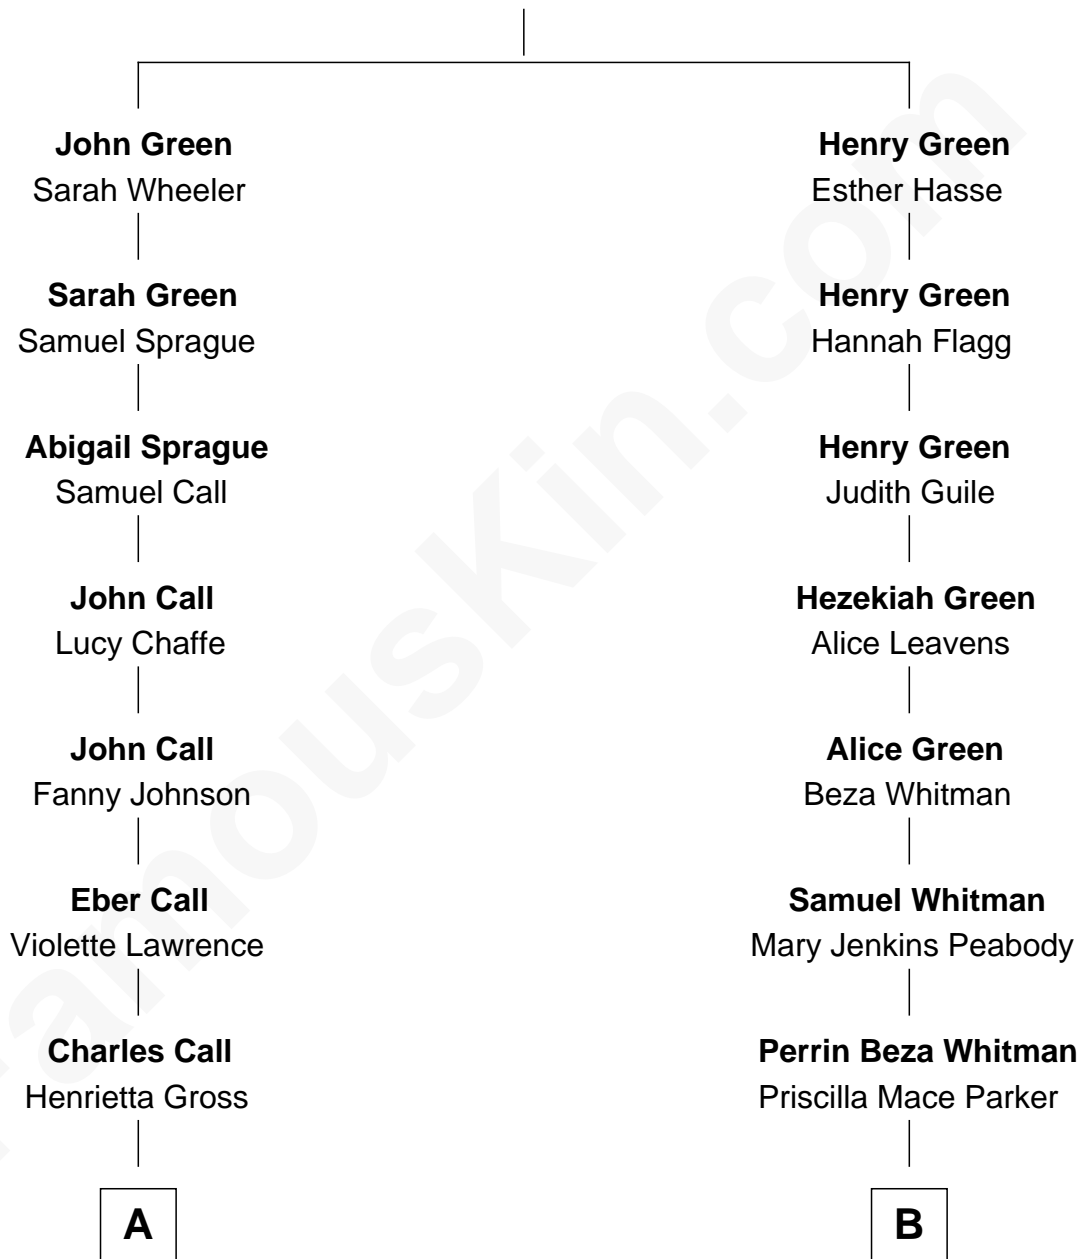 John Green
Sarah Wheeler
Henry Green
Esther Hasse
Sarah Green
Samuel Sprague
Henry Green
Hannah Flagg
Abigail Sprague
Samuel Call
Henry Green
Judith Guile
John Call
Lucy Chaffe
Hezekiah Green
Alice Leavens
John Call
Fanny Johnson
Alice Green
Beza Whitman
Eber Call
Violette Lawrence
Samuel Whitman
Mary Jenkins Peabody
Charles Call
Henrietta Gross
Perrin Beza Whitman
Priscilla Mace Parker
A
B
FamousKin.com